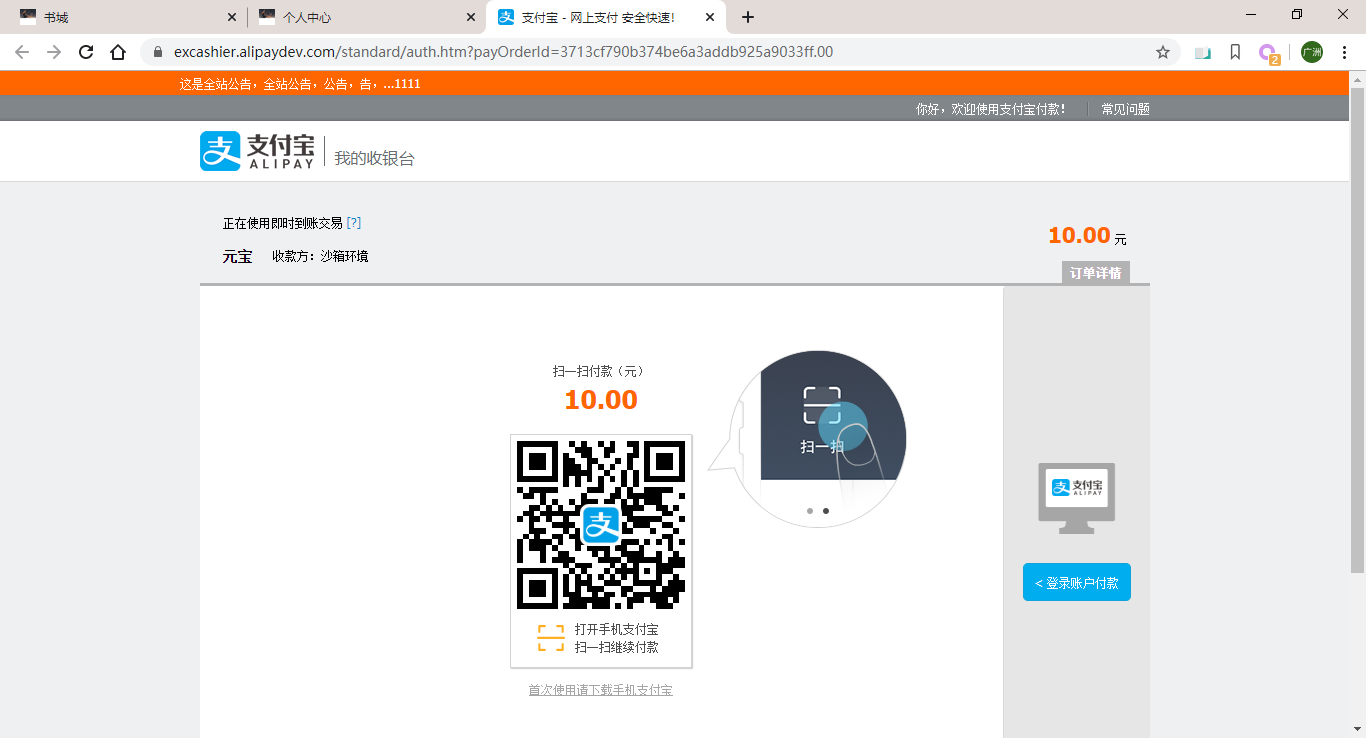 书城
个人中心
支付宝 - 网上支付 安全快速!
excashier.alipaydev.com/standard/auth.htm?payOrderId=3713cf790b374be6a3addb925a9033ff.00
2
广洲
这是全站公告，全站公告，公告，告，...1111
你好，欢迎使用支付宝付款！
常见问题
支 支付宝 ALIPAY
我的收银台
正在使用即时到账交易 [?]
10.00 元
元宝 收款方：沙箱环境
订单详情
扫一扫付款（元）
10.00
扫一扫
支
支 支付宝 ALIPAY
< 登录账户付款
打开手机支付宝
扫一扫继续付款
首次使用请下载手机支付宝